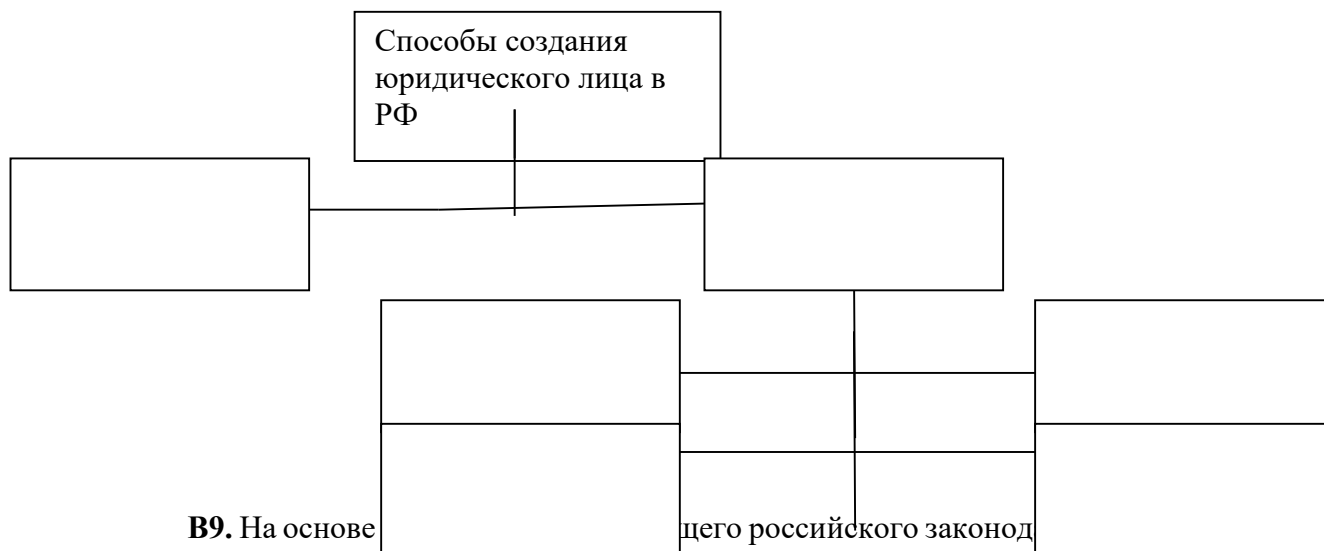 Способы создания
юридического лица в
РФ
В9. На основе щего российского законод